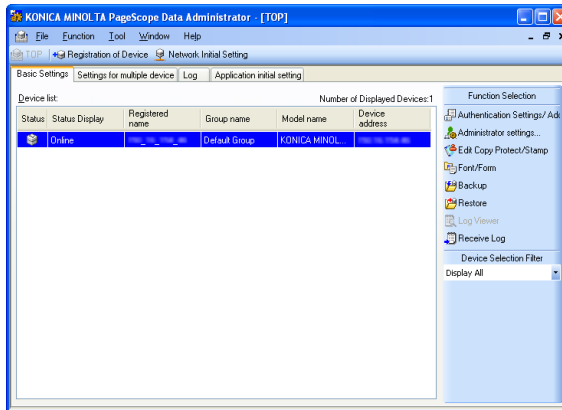 KONICA MINOLTA PageScope Data Administrator - [TOP]
File Function Tool Window Help
TOP Registration of Device Network Initial Setting
Basic Settings Settings for multiple device Log Application initial setting
Device list: Number of Displayed Devices:1
Status Status Display Registered name Group name Model name Device address
Online Default Group KONICA MINOL...
Function Selection
Authentication Settings/
Administrator settings...
Edit Copy Protect/Stamp
Font/Form
Backup
Restore
Log Viewer
Receive Log
Device Selection Filter
Display All